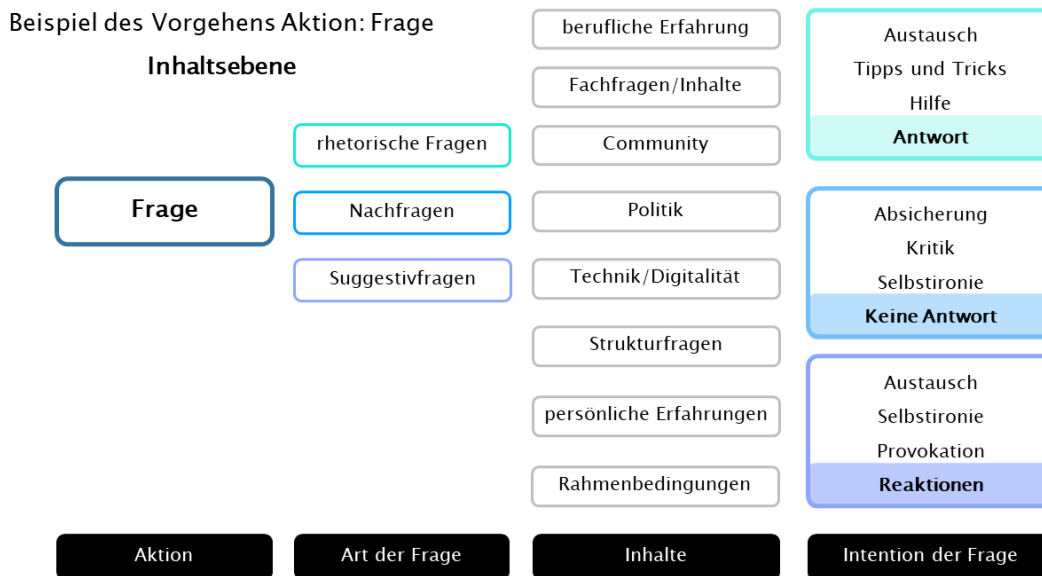 Beispiel des Vorgehens Aktion: Frage
Inhaltsebene
Frage
rhetorische Fragen
Nachfragen
Suggestivfragen
berufliche Erfahrung
Fachfragen/Inhalte
Community
Politik
Technik/Digitalität
Strukturfragen
persönliche Erfahrungen
Rahmenbedingungen
Austausch
Tipps und Tricks
Hilfe
Antwort
Absicherung
Kritik
Selbstironie
Keine Antwort
Austausch
Selbstironie
Provokation
Reaktionen
Aktion
Art der Frage
Inhalte
Intention der Frage